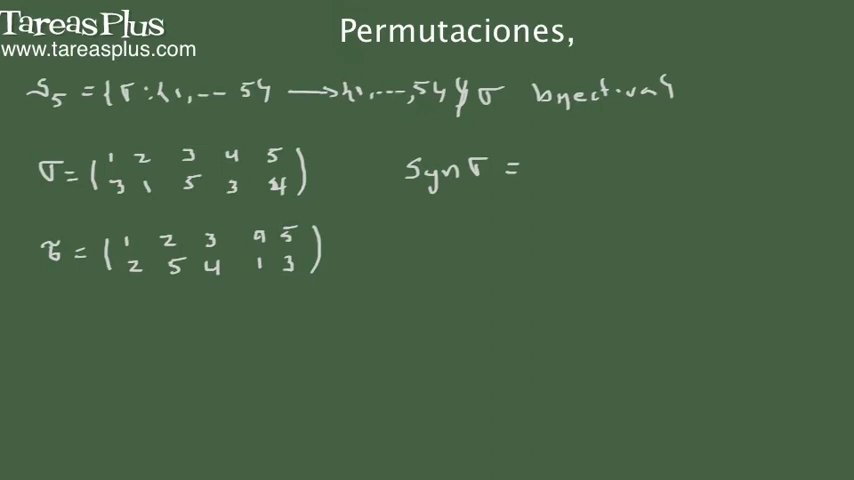 TareasPlus
www.tareasplus.com
Permutaciones,
S₅ = {σ : {1, -- 5} → {1, ---, 5} / σ biyectiva}
σ = ( 1 2 3 4 5
3 1 5 3 4 )
Sgn σ =
τ = ( 1 2 3 4 5
2 5 4 1 3 )